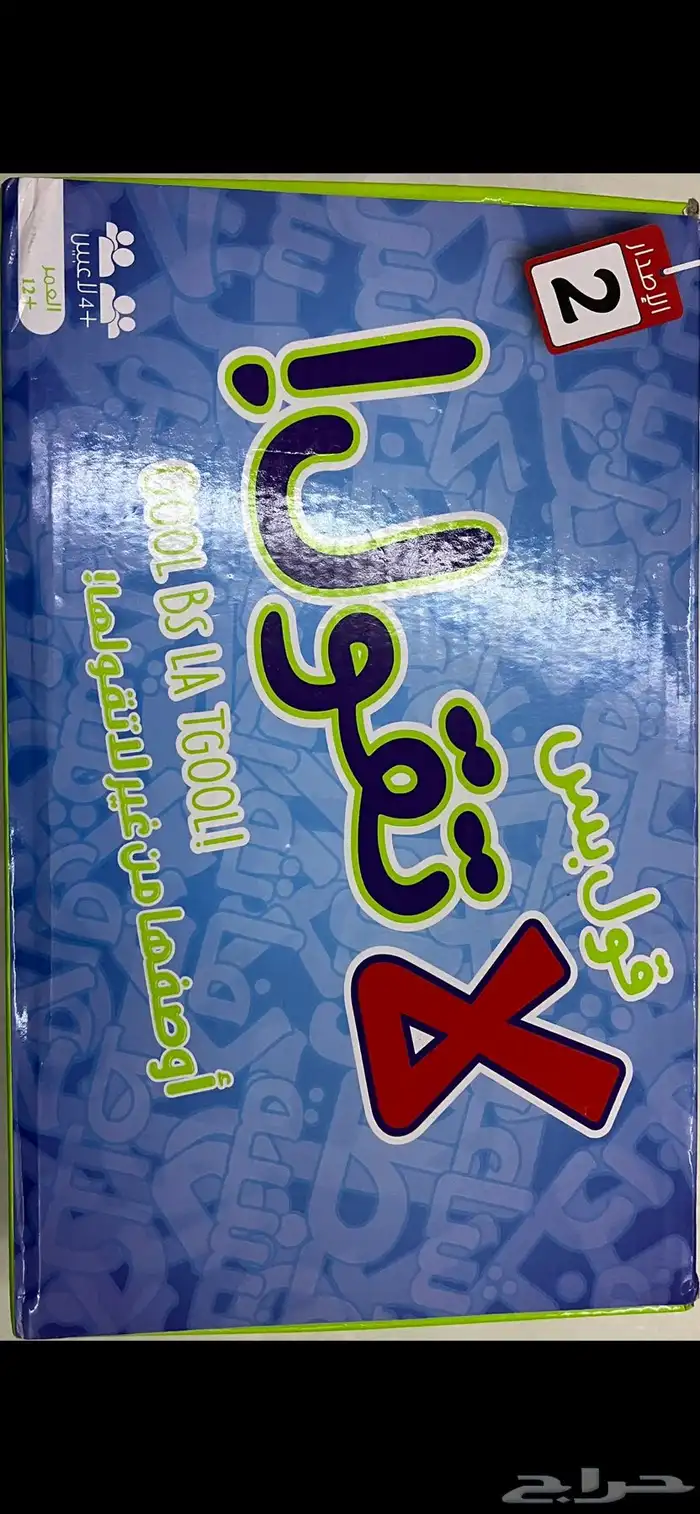 الإصدار
2
قول بس
لا تقول!
GOOL BS LA TGOOL!
أوصفها من غير لا تقولها!
+4 لاعبين
العمر
12+
حراج